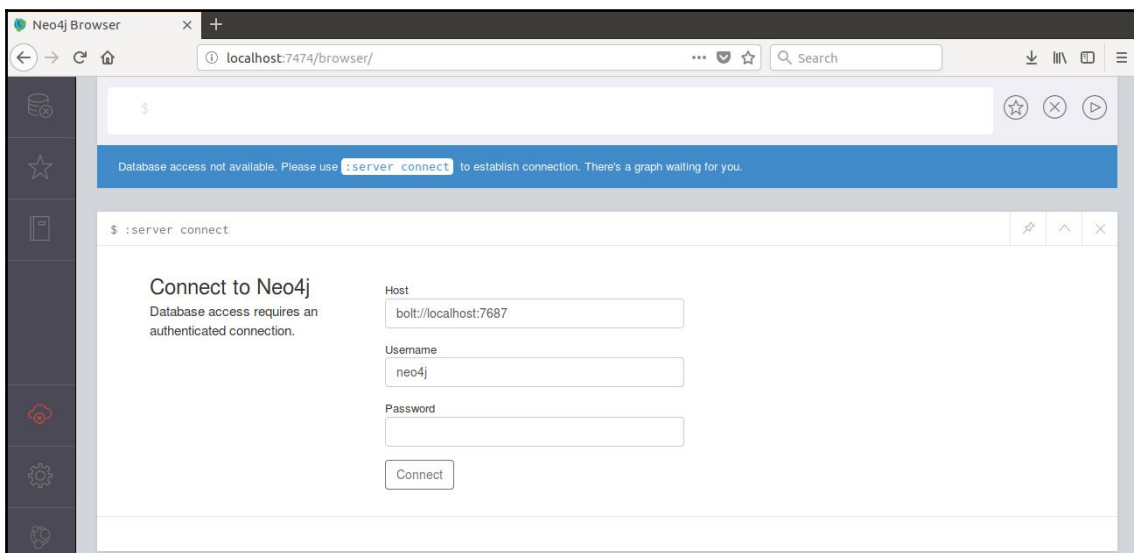 Neo4j Browser
localhost:7474/browser/
Search
$
Database access not available. Please use :server connect to establish connection. There's a graph waiting for you.
$ :server connect
Connect to Neo4j
Database access requires an
authenticated connection.
Host
bolt://localhost:7687
Username
neo4j
Password
Connect